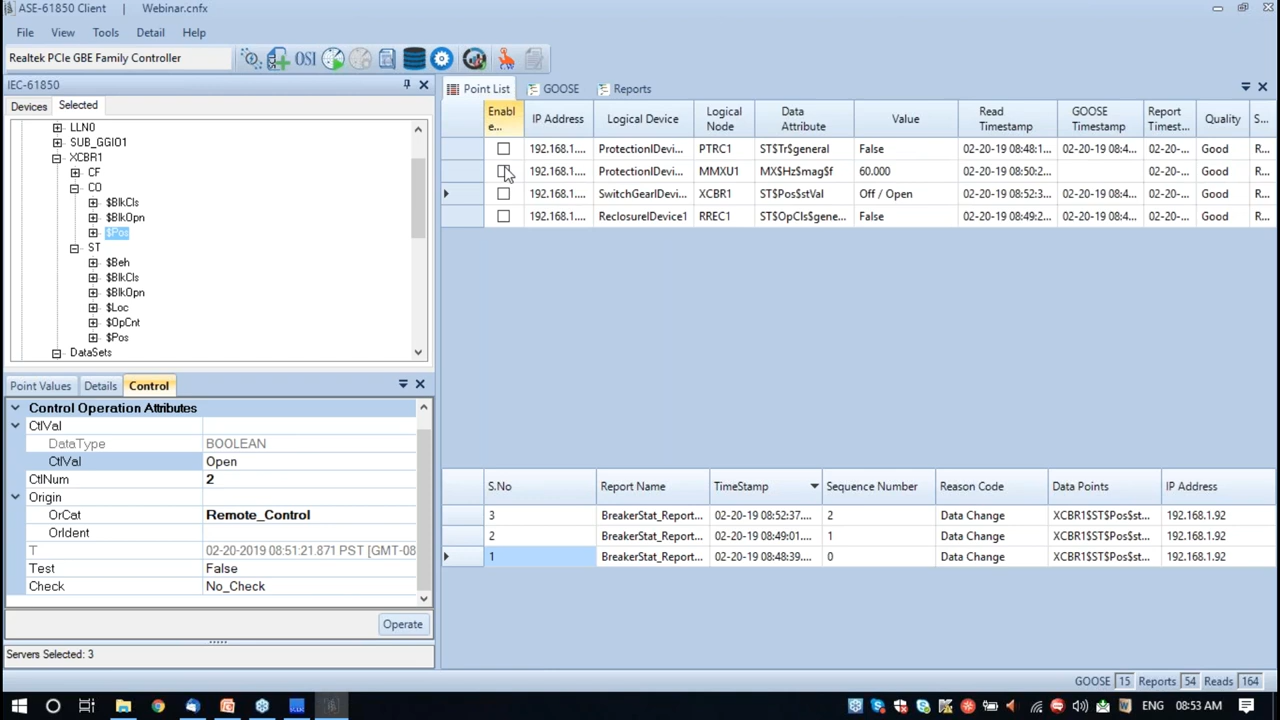 ASE-61850 Client | Webinar.cnfx
File View Tools Detail Help
Realtek PCIe GBE Family Controller OSI
IEC-61850
Devices Selected
LLN0
SUB_GGIO1
XCBR1
CF
CO
$BlkCls
$BlkOpn
$Pos
ST
$Beh
$BlkCls
$BlkOpn
$Loc
$OpCnt
$Pos
DataSets
Point Values Details Control
Control Operation Attributes
CtlVal
DataType BOOLEAN
CtlVal Open
CtlNum 2
Origin
OrCat Remote_Control
OrIdent
T 02-20-2019 08:51:21.871 PST [GMT-08
Test False
Check No_Check
Operate
Servers Selected: 3
Point List GOOSE Reports
Enabl e... IP Address Logical Device Logical Node Data Attribute Value Read Timestamp GOOSE Timestamp Report Timest... Quality S...
192.168.1.... ProtectionIDevi... PTRC1 ST$Tr$general False 02-20-19 08:48:1... 02-20-19 08:4... 02-20-... Good R...
192.168.1.... ProtectionIDevi... MMXU1 MX$Hz$mag$f 60.000 02-20-19 08:50:2... 02-20-... Good R...
192.168.1.... SwitchGearIDevi... XCBR1 ST$Pos$stVal Off / Open 02-20-19 08:52:3... 02-20-19 08:4... 02-20-... Good R...
192.168.1.... ReclosureIDevice1 RREC1 ST$OpCls$gene... False 02-20-19 08:49:2... 02-20-19 08:4... 02-20-... Good R...
S.No Report Name TimeStamp Sequence Number Reason Code Data Points IP Address
3 BreakerStat_Report... 02-20-19 08:52:37.... 2 Data Change XCBR1$ST$Pos$st... 192.168.1.92
2 BreakerStat_Report... 02-20-19 08:49:01.... 1 Data Change XCBR1$ST$Pos$st... 192.168.1.92
1 BreakerStat_Report... 02-20-19 08:48:39.... 0 Data Change XCBR1$ST$Pos$st... 192.168.1.92
GOOSE 15 Reports 54 Reads 164
ENG 08:53 AM